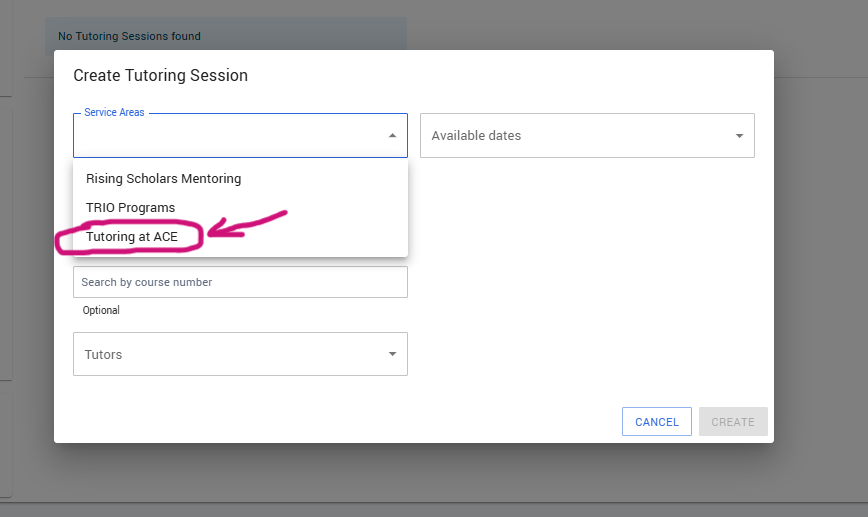 No Tutoring Sessions found
Create Tutoring Session
Service Areas
Available dates
Rising Scholars Mentoring
TRIO Programs
Tutoring at ACE
Search by course number
Optional
Tutors
CANCEL
CREATE